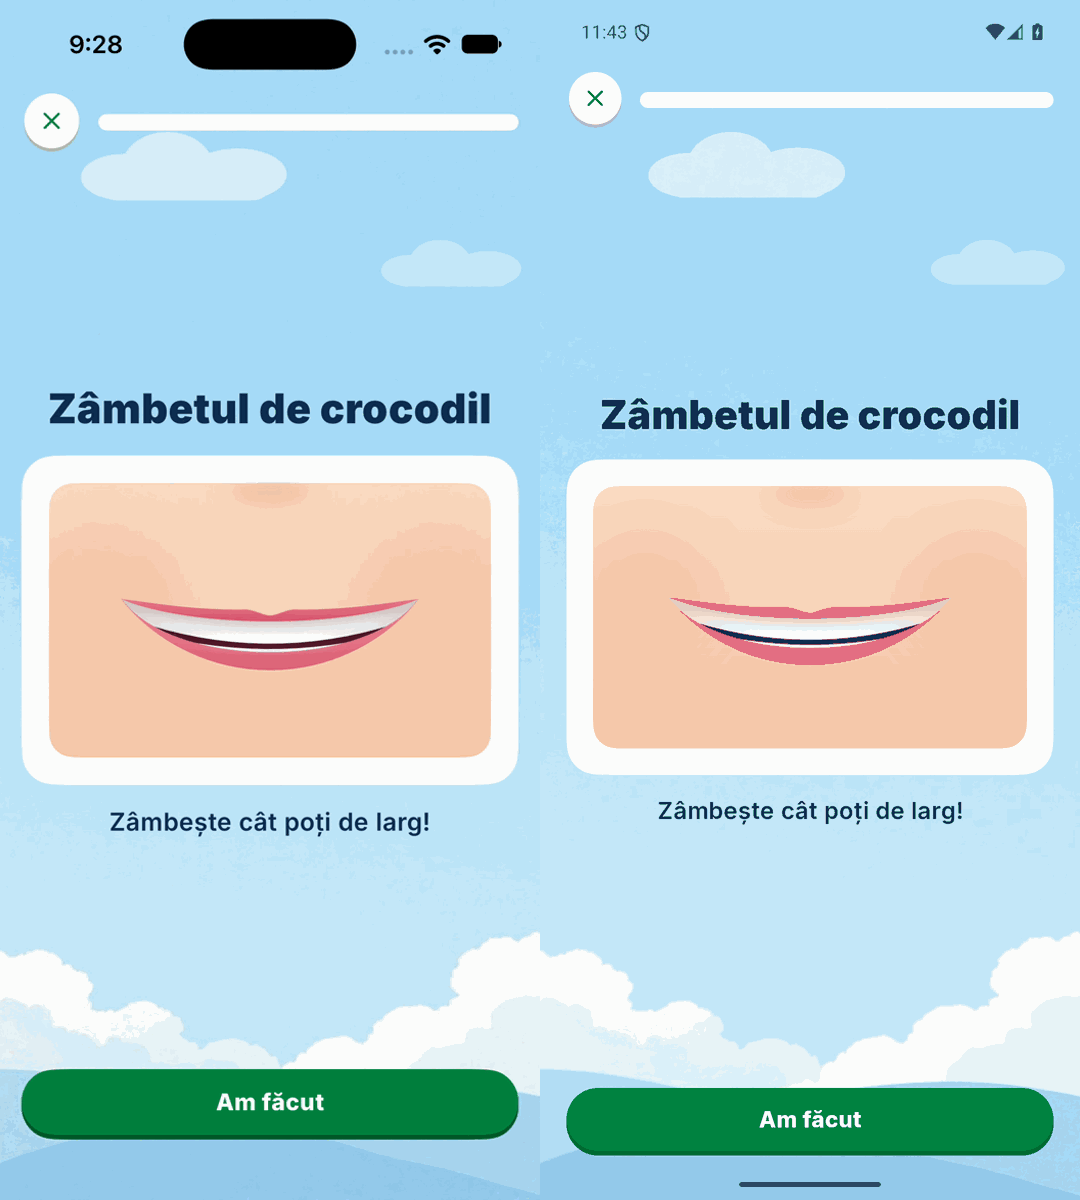 9:28
Zâmbetul de crocodil
Zâmbește cât poți de larg!
Am făcut
11:43
Zâmbetul de crocodil
Zâmbește cât poți de larg!
Am făcut